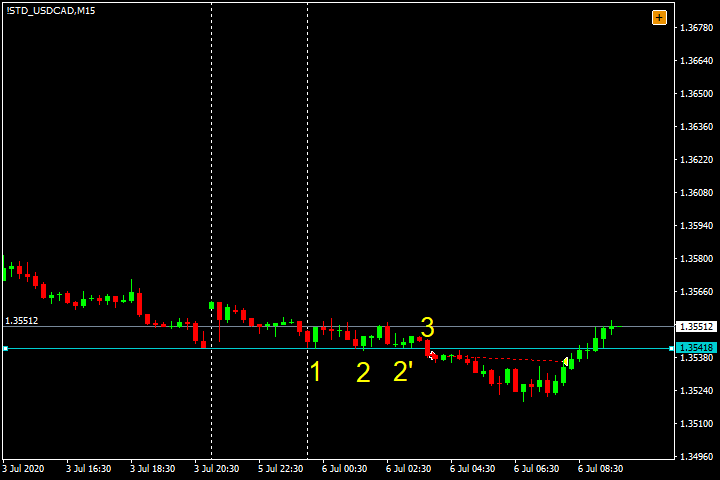 !STD_USDCAD,M15
+
1.36780
1.36640
1.36500
1.36360
1.36220
1.36080
1.35940
1.35800
1.35660
1.35512
1.35512
1.35418
1.35380
1.35240
1.35100
1.34960
3
1
2
2'
3 Jul 2020
3 Jul 16:30
3 Jul 18:30
3 Jul 20:30
5 Jul 22:30
6 Jul 00:30
6 Jul 02:30
6 Jul 04:30
6 Jul 06:30
6 Jul 08:30